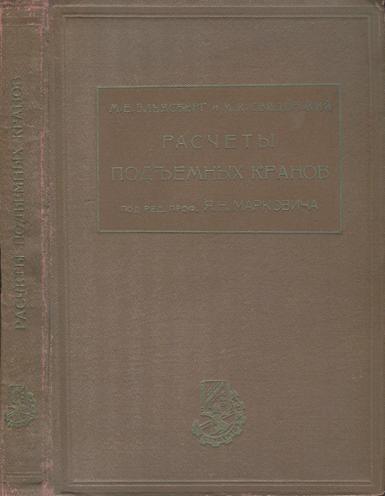 РАСЧЕТЫ ПОДЪЕМНЫХ КРАНОВ
М.Е. и
РАСЧЕТЫ
ПОДЪЕМНЫХ КРАНОВ
ПОД РЕД. ПРОФ. Я.Н. МАРКОВИЧА